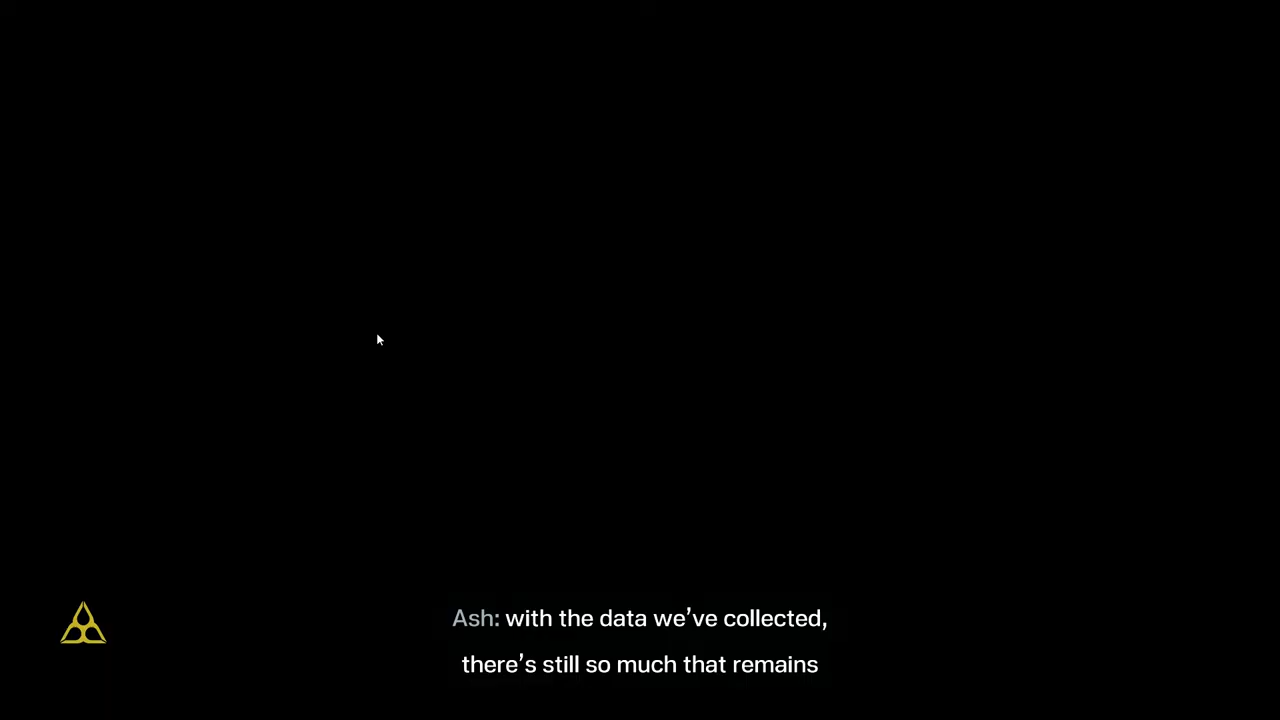 Ash: with the data we’ve collected,
there’s still so much that remains